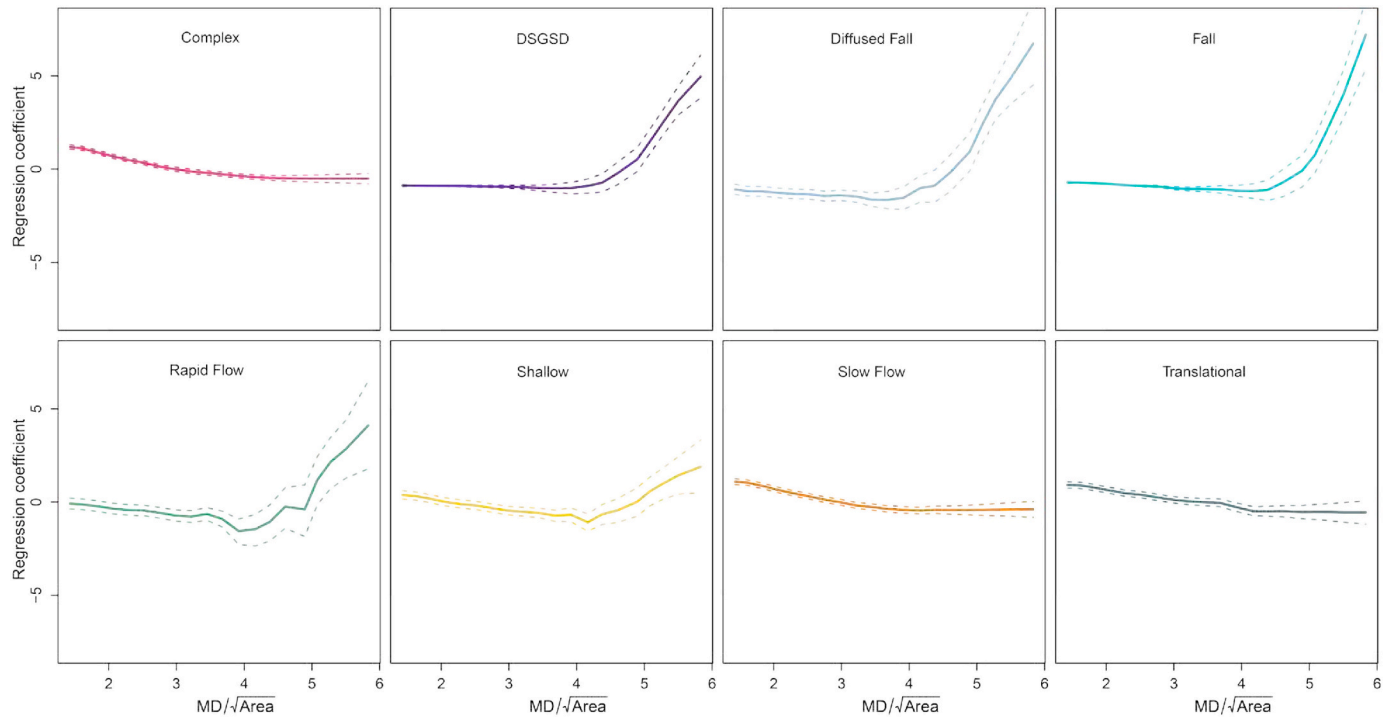 Complex
DSGSD
Diffused Fall
Fall
Regression coefficient
5
0
−5
Rapid Flow
Shallow
Slow Flow
Translational
Regression coefficient
5
0
−5
2 3 4 5 6
2 3 4 5 6
2 3 4 5 6
2 3 4 5 6
MD/√Area
MD/√Area
MD/√Area
MD/√Area